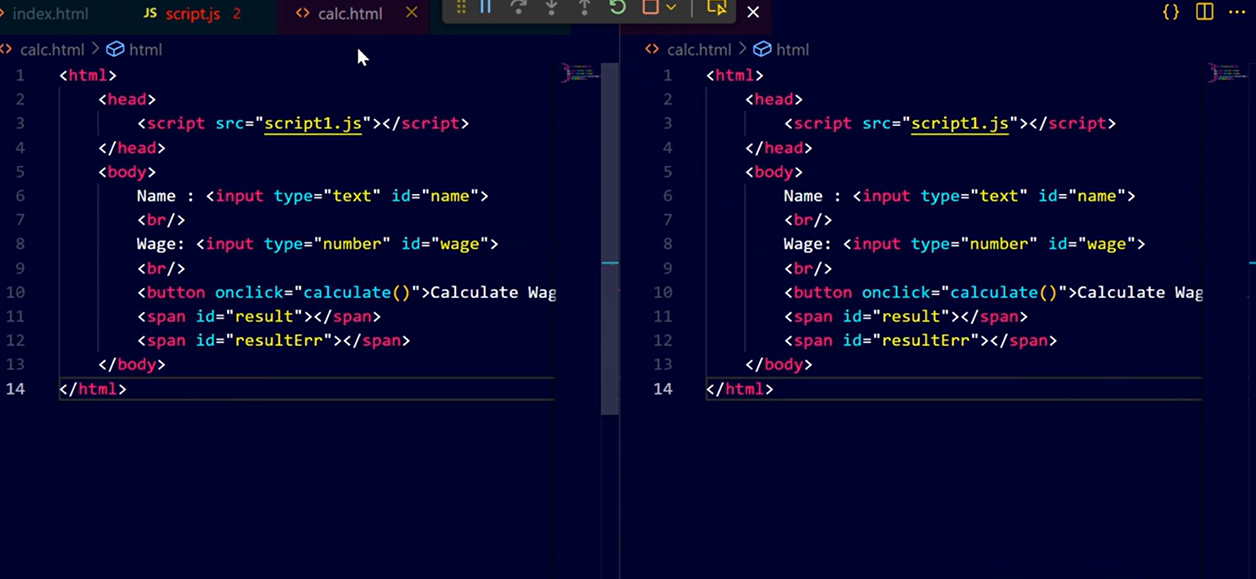 index.html JS script.js 2 <> calc.html
<> calc.html > html
1 <html>
2 <head>
3 <script src="script1.js"></script>
4 </head>
5 <body>
6 Name : <input type="text" id="name">
7 <br/>
8 Wage: <input type="number" id="wage">
9 <br/>
10 <button onclick="calculate()">Calculate Wag
11 <span id="result"></span>
12 <span id="resultErr"></span>
13 </body>
14 </html>
{}
<> calc.html > html
1 <html>
2 <head>
3 <script src="script1.js"></script>
4 </head>
5 <body>
6 Name : <input type="text" id="name">
7 <br/>
8 Wage: <input type="number" id="wage">
9 <br/>
10 <button onclick="calculate()">Calculate Wag
11 <span id="result"></span>
12 <span id="resultErr"></span>
13 </body>
14 </html>